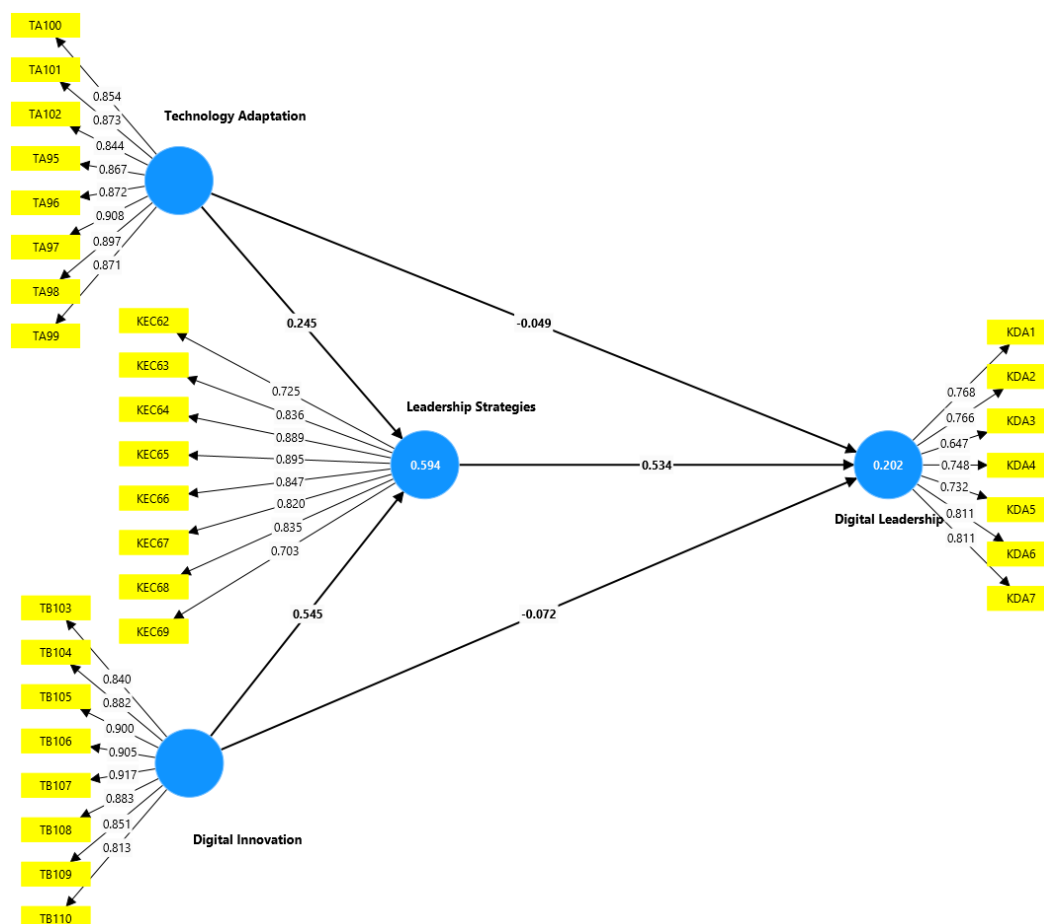 TA100
TA101
TA102
TA95
TA96
TA97
TA98
TA99
0.854
0.873
0.844
0.867
0.872
0.908
0.897
0.871
Technology Adaptation
0.245
-0.049
KEC62
KEC63
KEC64
KEC65
KEC66
KEC67
KEC68
KEC69
0.725
0.836
0.889
0.895
0.847
0.820
0.835
0.703
Leadership Strategies
0.594
0.534
0.202
Digital Leadership
KDA1
KDA2
KDA3
KDA4
KDA5
KDA6
KDA7
0.768
0.766
0.647
0.748
0.732
0.811
0.811
0.545
-0.072
TB103
TB104
TB105
TB106
TB107
TB108
TB109
TB110
0.840
0.882
0.900
0.905
0.917
0.883
0.851
0.813
Digital Innovation